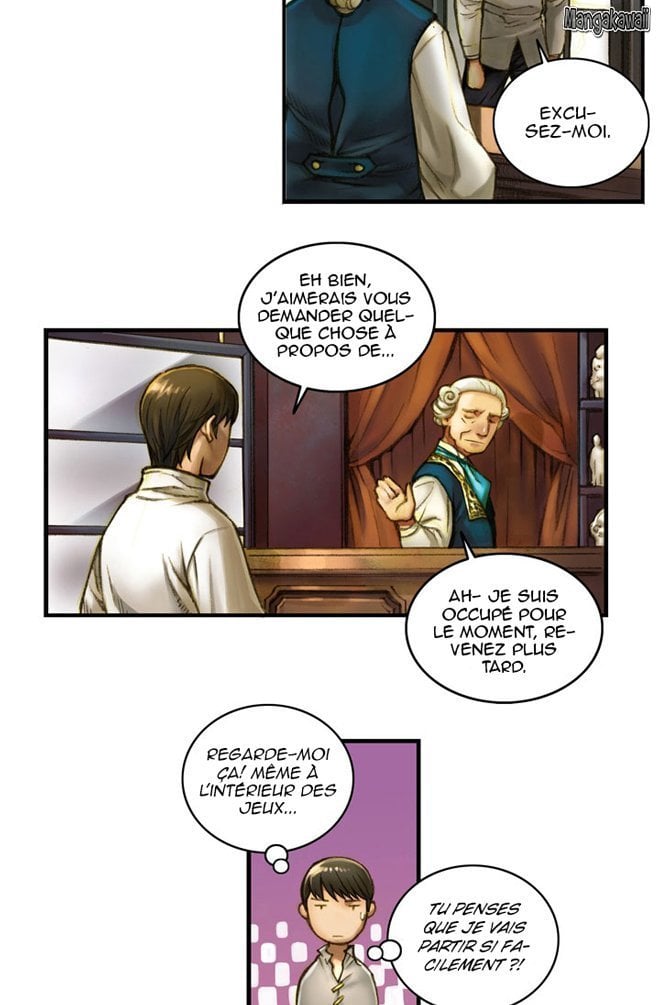 Mangakawaii
EXCU-
SEZ-MOI.
EH BIEN,
J'AIMERAIS VOUS
DEMANDER QUEL-
QUE CHOSE À
PROPOS DE...
AH- JE SUIS
OCCUPÉ POUR
LE MOMENT, RE-
VENEZ PLUS
TARD.
REGARDE-MOI
ÇA! MÊME À
L'INTÉRIEUR DES
JEUX...
TU PENSES
QUE JE VAIS
PARTIR SI FA-
CILEMENT ?!